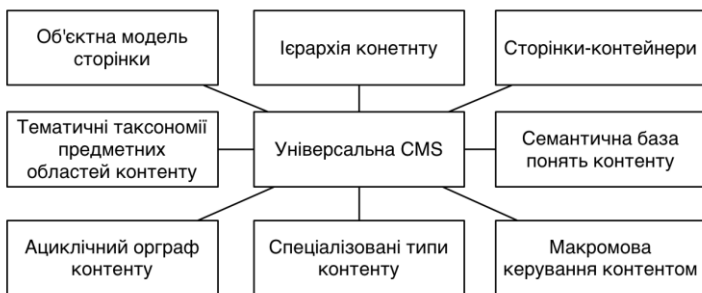 Об'єктна модель
сторінки
Ієрархія конетнту
Сторінки-контейнери
Тематичні таксономії
предметних
областей контенту
Універсальна CMS
Семантична база
понять контенту
Ациклічний орграф
контенту
Спеціалізовані типи
контенту
Макромова
керування контентом